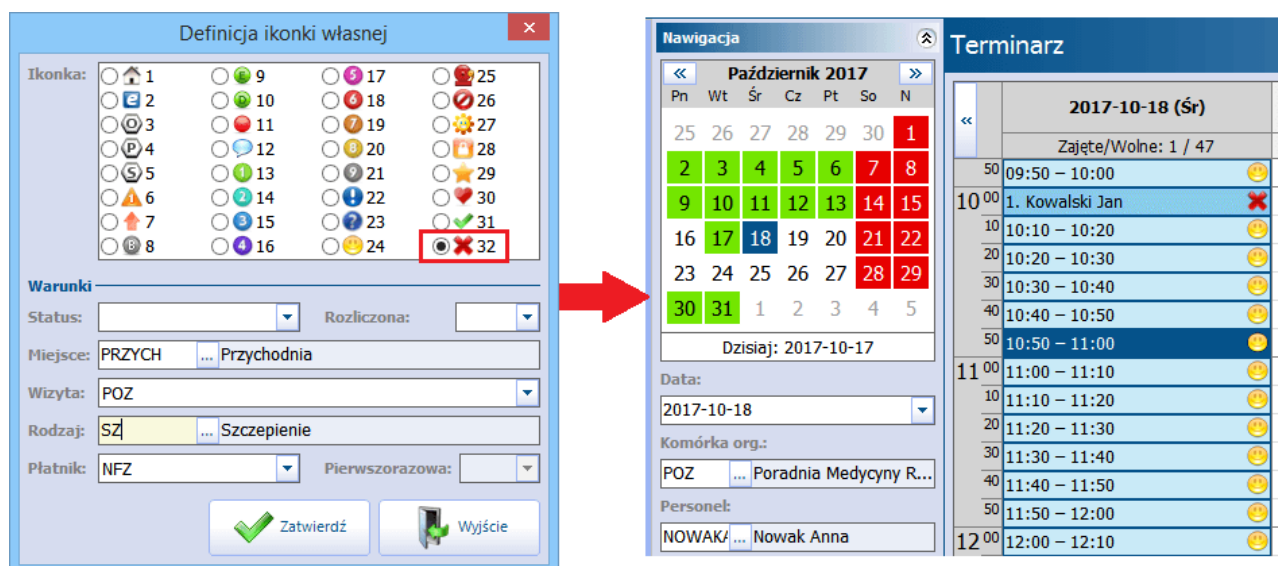 Definicja ikonki własnej
Ikonka:
1 9 17 25
2 10 18 26
3 11 19 27
4 12 20 28
5 13 21 29
6 14 22 30
7 15 23 31
8 16 24 32
Warunki
Status: Rozliczona:
Miejsce: PRZYCH ... Przychodnia
Wizyta: POZ
Rodzaj: SZ ... Szczepienie
Płatnik: NFZ Pierwszorazowa:
Zatwierdź Wyjście
Nawigacja
« Październik 2017 »
Pn Wt Śr Cz Pt So N
25 26 27 28 29 30 1
2 3 4 5 6 7 8
9 10 11 12 13 14 15
16 17 18 19 20 21 22
23 24 25 26 27 28 29
30 31 1 2 3 4 5
Dzisiaj: 2017-10-17
Data:
2017-10-18
Komórka org.:
POZ ... Poradnia Medycyny R...
Personel:
NOWAKA ... Nowak Anna
Terminarz
« 2017-10-18 (Śr)
Zajęte/Wolne: 1 / 47
50 09:50 – 10:00
10 00 1. Kowalski Jan
10 10:10 – 10:20
20 10:20 – 10:30
30 10:30 – 10:40
40 10:40 – 10:50
50 10:50 – 11:00
11 00 11:00 – 11:10
10 11:10 – 11:20
20 11:20 – 11:30
30 11:30 – 11:40
40 11:40 – 11:50
50 11:50 – 12:00
12 00 12:00 – 12:10